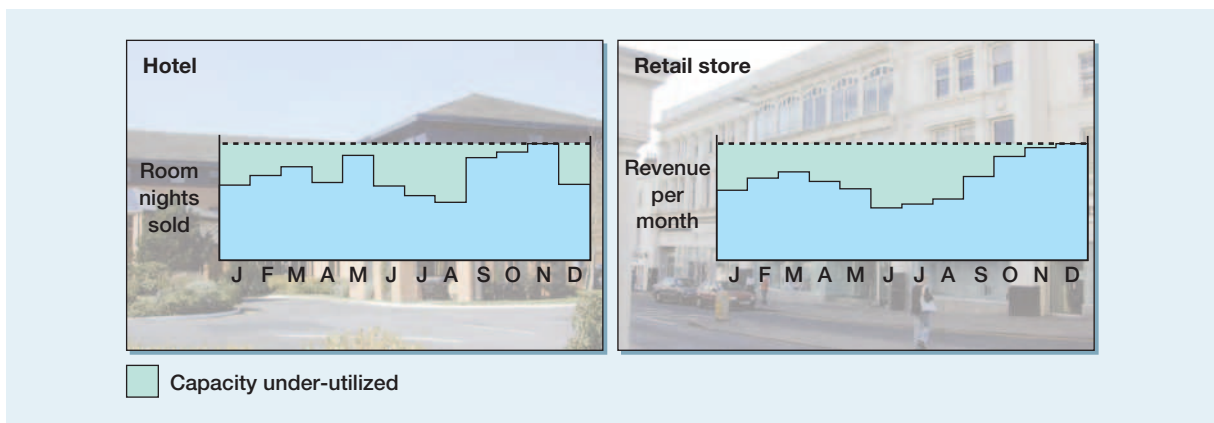 Hotel
Room
nights
sold
J F M A M J J A S O N D
Retail store
Revenue
per
month
J F M A M J J A S O N D
Capacity under-utilized